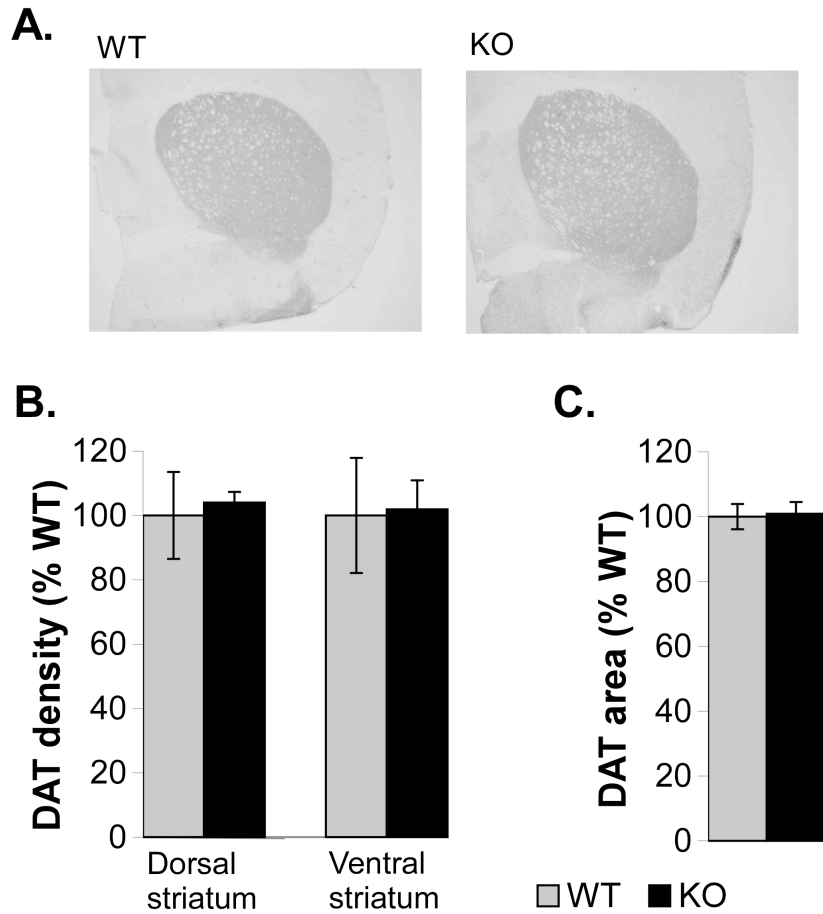 A.
WT
KO
B.
DAT density (% WT)
120
100
80
60
40
20
0
Dorsal
striatum
Ventral
striatum
C.
DAT area (% WT)
120
100
80
60
40
20
0
WT KO